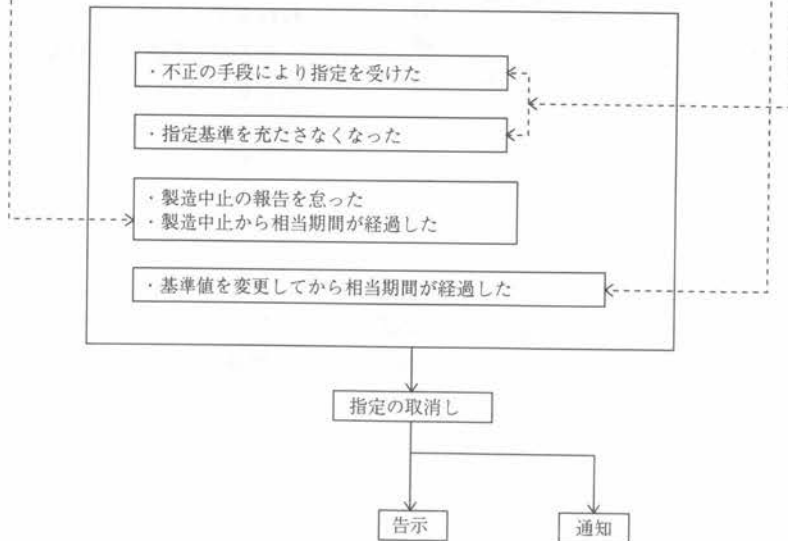 ・不正の手段により指定を受けた
・指定基準を充たさなくなった
・製造中止の報告を怠った
・製造中止から相当期間が経過した
・基準値を変更してから相当期間が経過した
指定の取消し
告示
通知